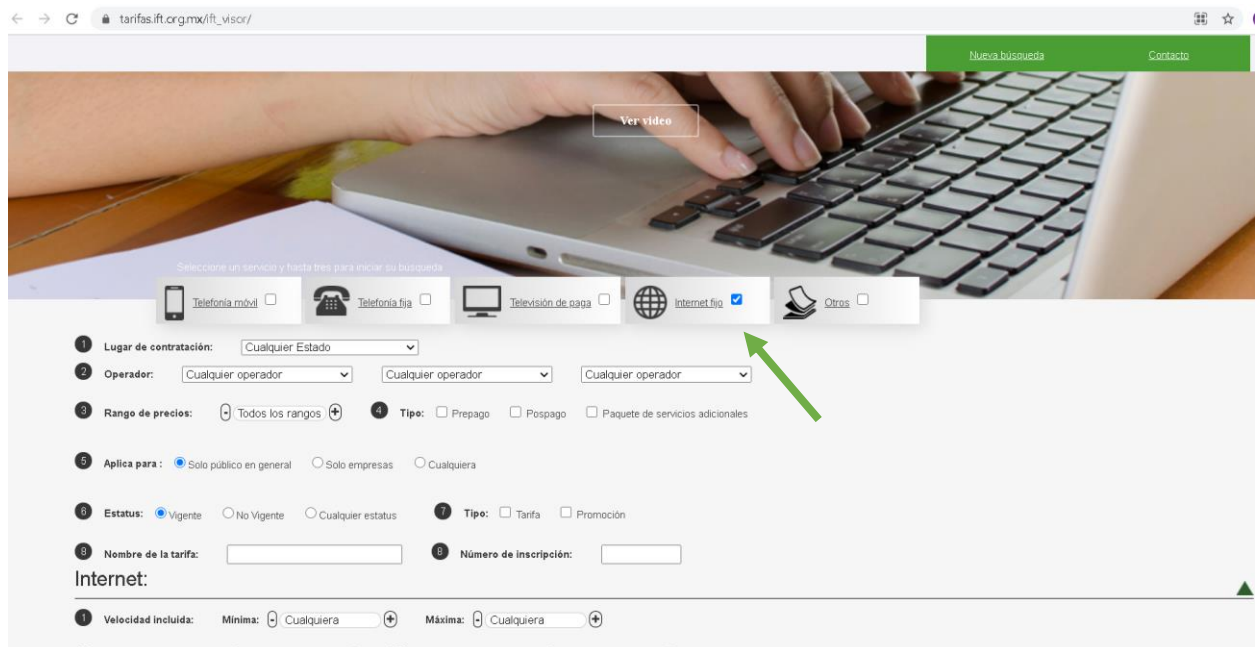 tarifas.ift.org.mx/ift_visor/
Nueva búsqueda Contacto
Ver video
Seleccione un servicio y hasta tres para iniciar su busqueda
Telefonía móvil Telefonía fija Televisión de paga Internet fijo Otros
1 Lugar de contratación: Cualquier Estado
2 Operador: Cualquier operador Cualquier operador Cualquier operador
3 Rango de precios: - Todos los rangos + 4 Tipo: Prepago Pospago Paquete de servicios adicionales
5 Aplica para : Solo público en general Solo empresas Cualquiera
6 Estatus: Vigente No Vigente Cualquier estatus 7 Tipo: Tarifa Promoción
8 Nombre de la tarifa: 8 Número de inscripción:
Internet:
1 Velocidad incluida: Mínima: - Cualquiera + Máxima: - Cualquiera +